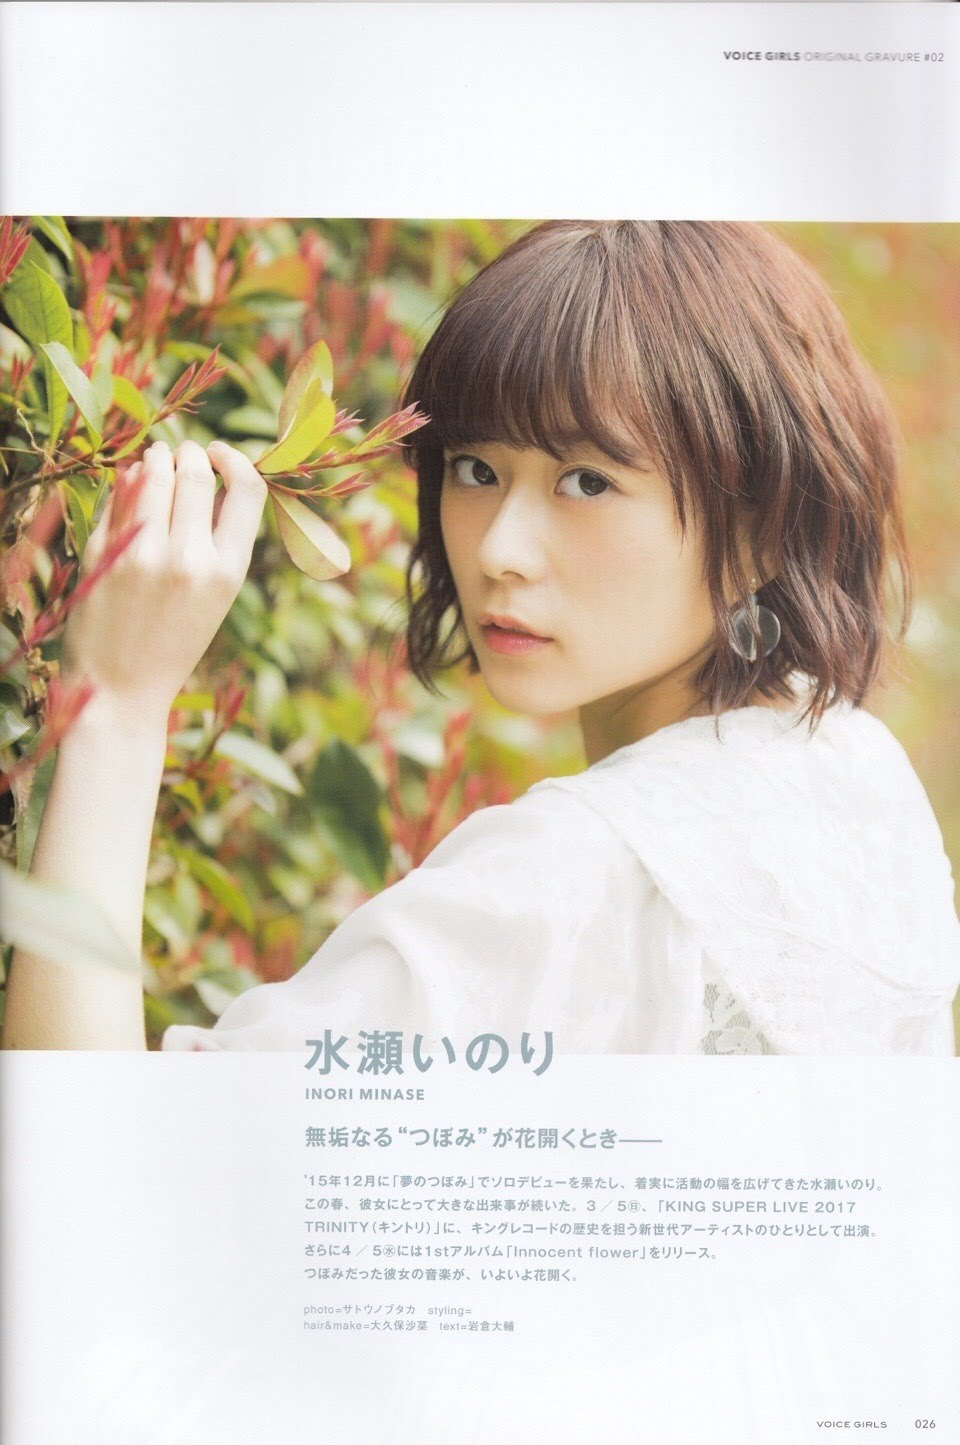 VOICE GIRLS ORIGINAL GRAVURE #02
水瀬いのり
INORI MINASE
無垢なる“つぼみ”が花開くとき——
'15年12月に「夢のつぼみ」でソロデビューを果たし、着実に活動の幅を広げてきた水瀬いのり。
この春、彼女にとって大きな出来事が続いた。3／5㊐、「KING SUPER LIVE 2017
TRINITY（キントリ）」に、キングレコードの歴史を担う新世代アーティストのひとりとして出演。
さらに4／5㊌には1stアルバム「Innocent flower」をリリース。
つぼみだった彼女の音楽が、いよいよ花開く。
photo=サトウノブタカ styling=
hair&make=大久保沙菜 text=岩倉大輔
VOICE GIRLS 026